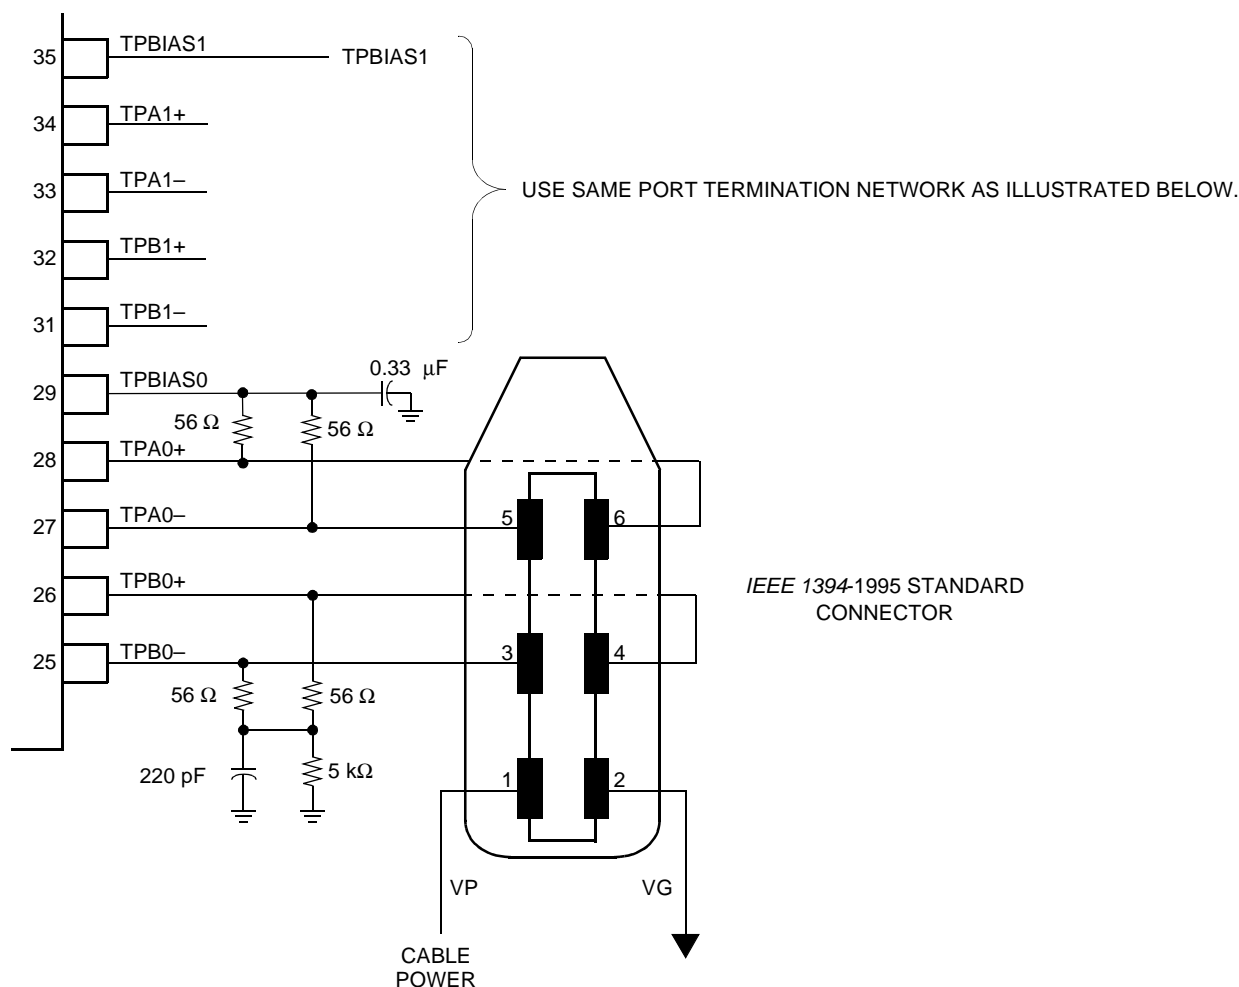 35 TPBIAS1 TPBIAS1
34 TPA1+
33 TPA1–
USE SAME PORT TERMINATION NETWORK AS ILLUSTRATED BELOW.
32 TPB1+
31 TPB1–
29 TPBIAS0 0.33 μF
56 Ω 56 Ω
28 TPA0+
27 TPA0– 5 6
26 TPB0+
IEEE 1394-1995 STANDARD
CONNECTOR
25 TPB0– 3 4
56 Ω 56 Ω
220 pF 5 kΩ 1 2
VP VG
CABLE
POWER